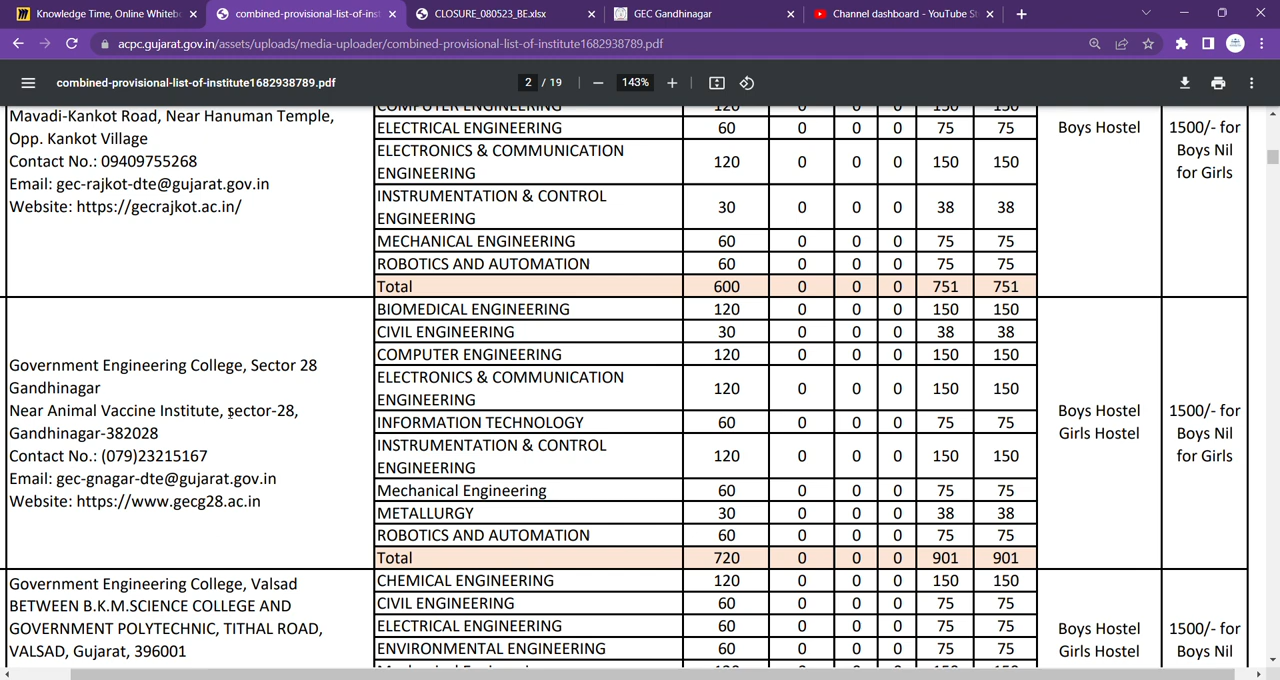 Knowledge Time, Online Whiteb
combined-provisional-list-of-inst
CLOSURE_080523_BE.xlsx
GEC Gandhinagar
Channel dashboard - YouTube St
acpc.gujarat.gov.in/assets/uploads/media-uploader/combined-provisional-list-of-institute1682938789.pdf
combined-provisional-list-of-institute1682938789.pdf
2 / 19
143%
Mavadi-Kankot Road, Near Hanuman Temple,
Opp. Kankot Village
Contact No.: 09409755268
Email: gec-rajkot-dte@gujarat.gov.in
Website: https://gecrajkot.ac.in/
COMPUTER ENGINEERING 120 0 0 0 150 150
ELECTRICAL ENGINEERING 60 0 0 0 75 75
ELECTRONICS & COMMUNICATION
ENGINEERING 120 0 0 0 150 150
INSTRUMENTATION & CONTROL
ENGINEERING 30 0 0 0 38 38
MECHANICAL ENGINEERING 60 0 0 0 75 75
ROBOTICS AND AUTOMATION 60 0 0 0 75 75
Total 600 0 0 0 751 751
Boys Hostel
1500/- for
Boys Nil
for Girls
Government Engineering College, Sector 28
Gandhinagar
Near Animal Vaccine Institute, sector-28,
Gandhinagar-382028
Contact No.: (079)23215167
Email: gec-gnagar-dte@gujarat.gov.in
Website: https://www.gecg28.ac.in
BIOMEDICAL ENGINEERING 120 0 0 0 150 150
CIVIL ENGINEERING 30 0 0 0 38 38
COMPUTER ENGINEERING 120 0 0 0 150 150
ELECTRONICS & COMMUNICATION
ENGINEERING 120 0 0 0 150 150
INFORMATION TECHNOLOGY 60 0 0 0 75 75
INSTRUMENTATION & CONTROL
ENGINEERING 120 0 0 0 150 150
Mechanical Engineering 60 0 0 0 75 75
METALLURGY 30 0 0 0 38 38
ROBOTICS AND AUTOMATION 60 0 0 0 75 75
Total 720 0 0 0 901 901
Boys Hostel
Girls Hostel
1500/- for
Boys Nil
for Girls
Government Engineering College, Valsad
BETWEEN B.K.M.SCIENCE COLLEGE AND
GOVERNMENT POLYTECHNIC, TITHAL ROAD,
VALSAD, Gujarat, 396001
CHEMICAL ENGINEERING 120 0 0 0 150 150
CIVIL ENGINEERING 60 0 0 0 75 75
ELECTRICAL ENGINEERING 60 0 0 0 75 75
ENVIRONMENTAL ENGINEERING 60 0 0 0 75 75
Boys Hostel
Girls Hostel
1500/- for
Boys Nil